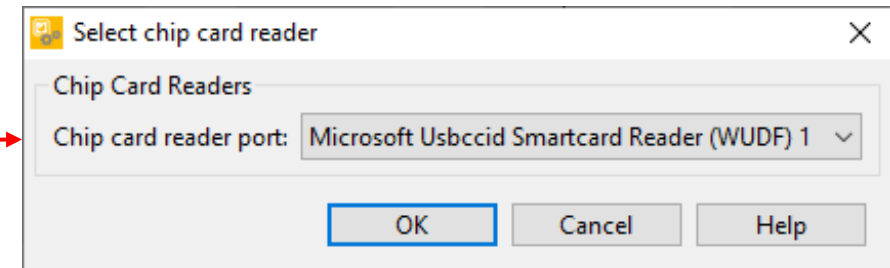 Select chip card reader
Chip Card Readers
Chip card reader port: Microsoft Usbccid Smartcard Reader (WUDF) 1
OK Cancel Help